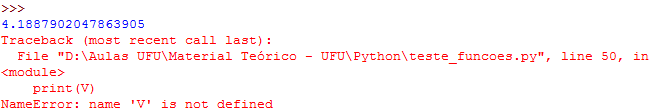 >>>
4.1887902047863905
Traceback (most recent call last):
  File "D:\Aulas UFU\Material Teórico - UFU\Python\teste_funcoes.py", line 50, in
<module>
    print(V)
NameError: name 'V' is not defined